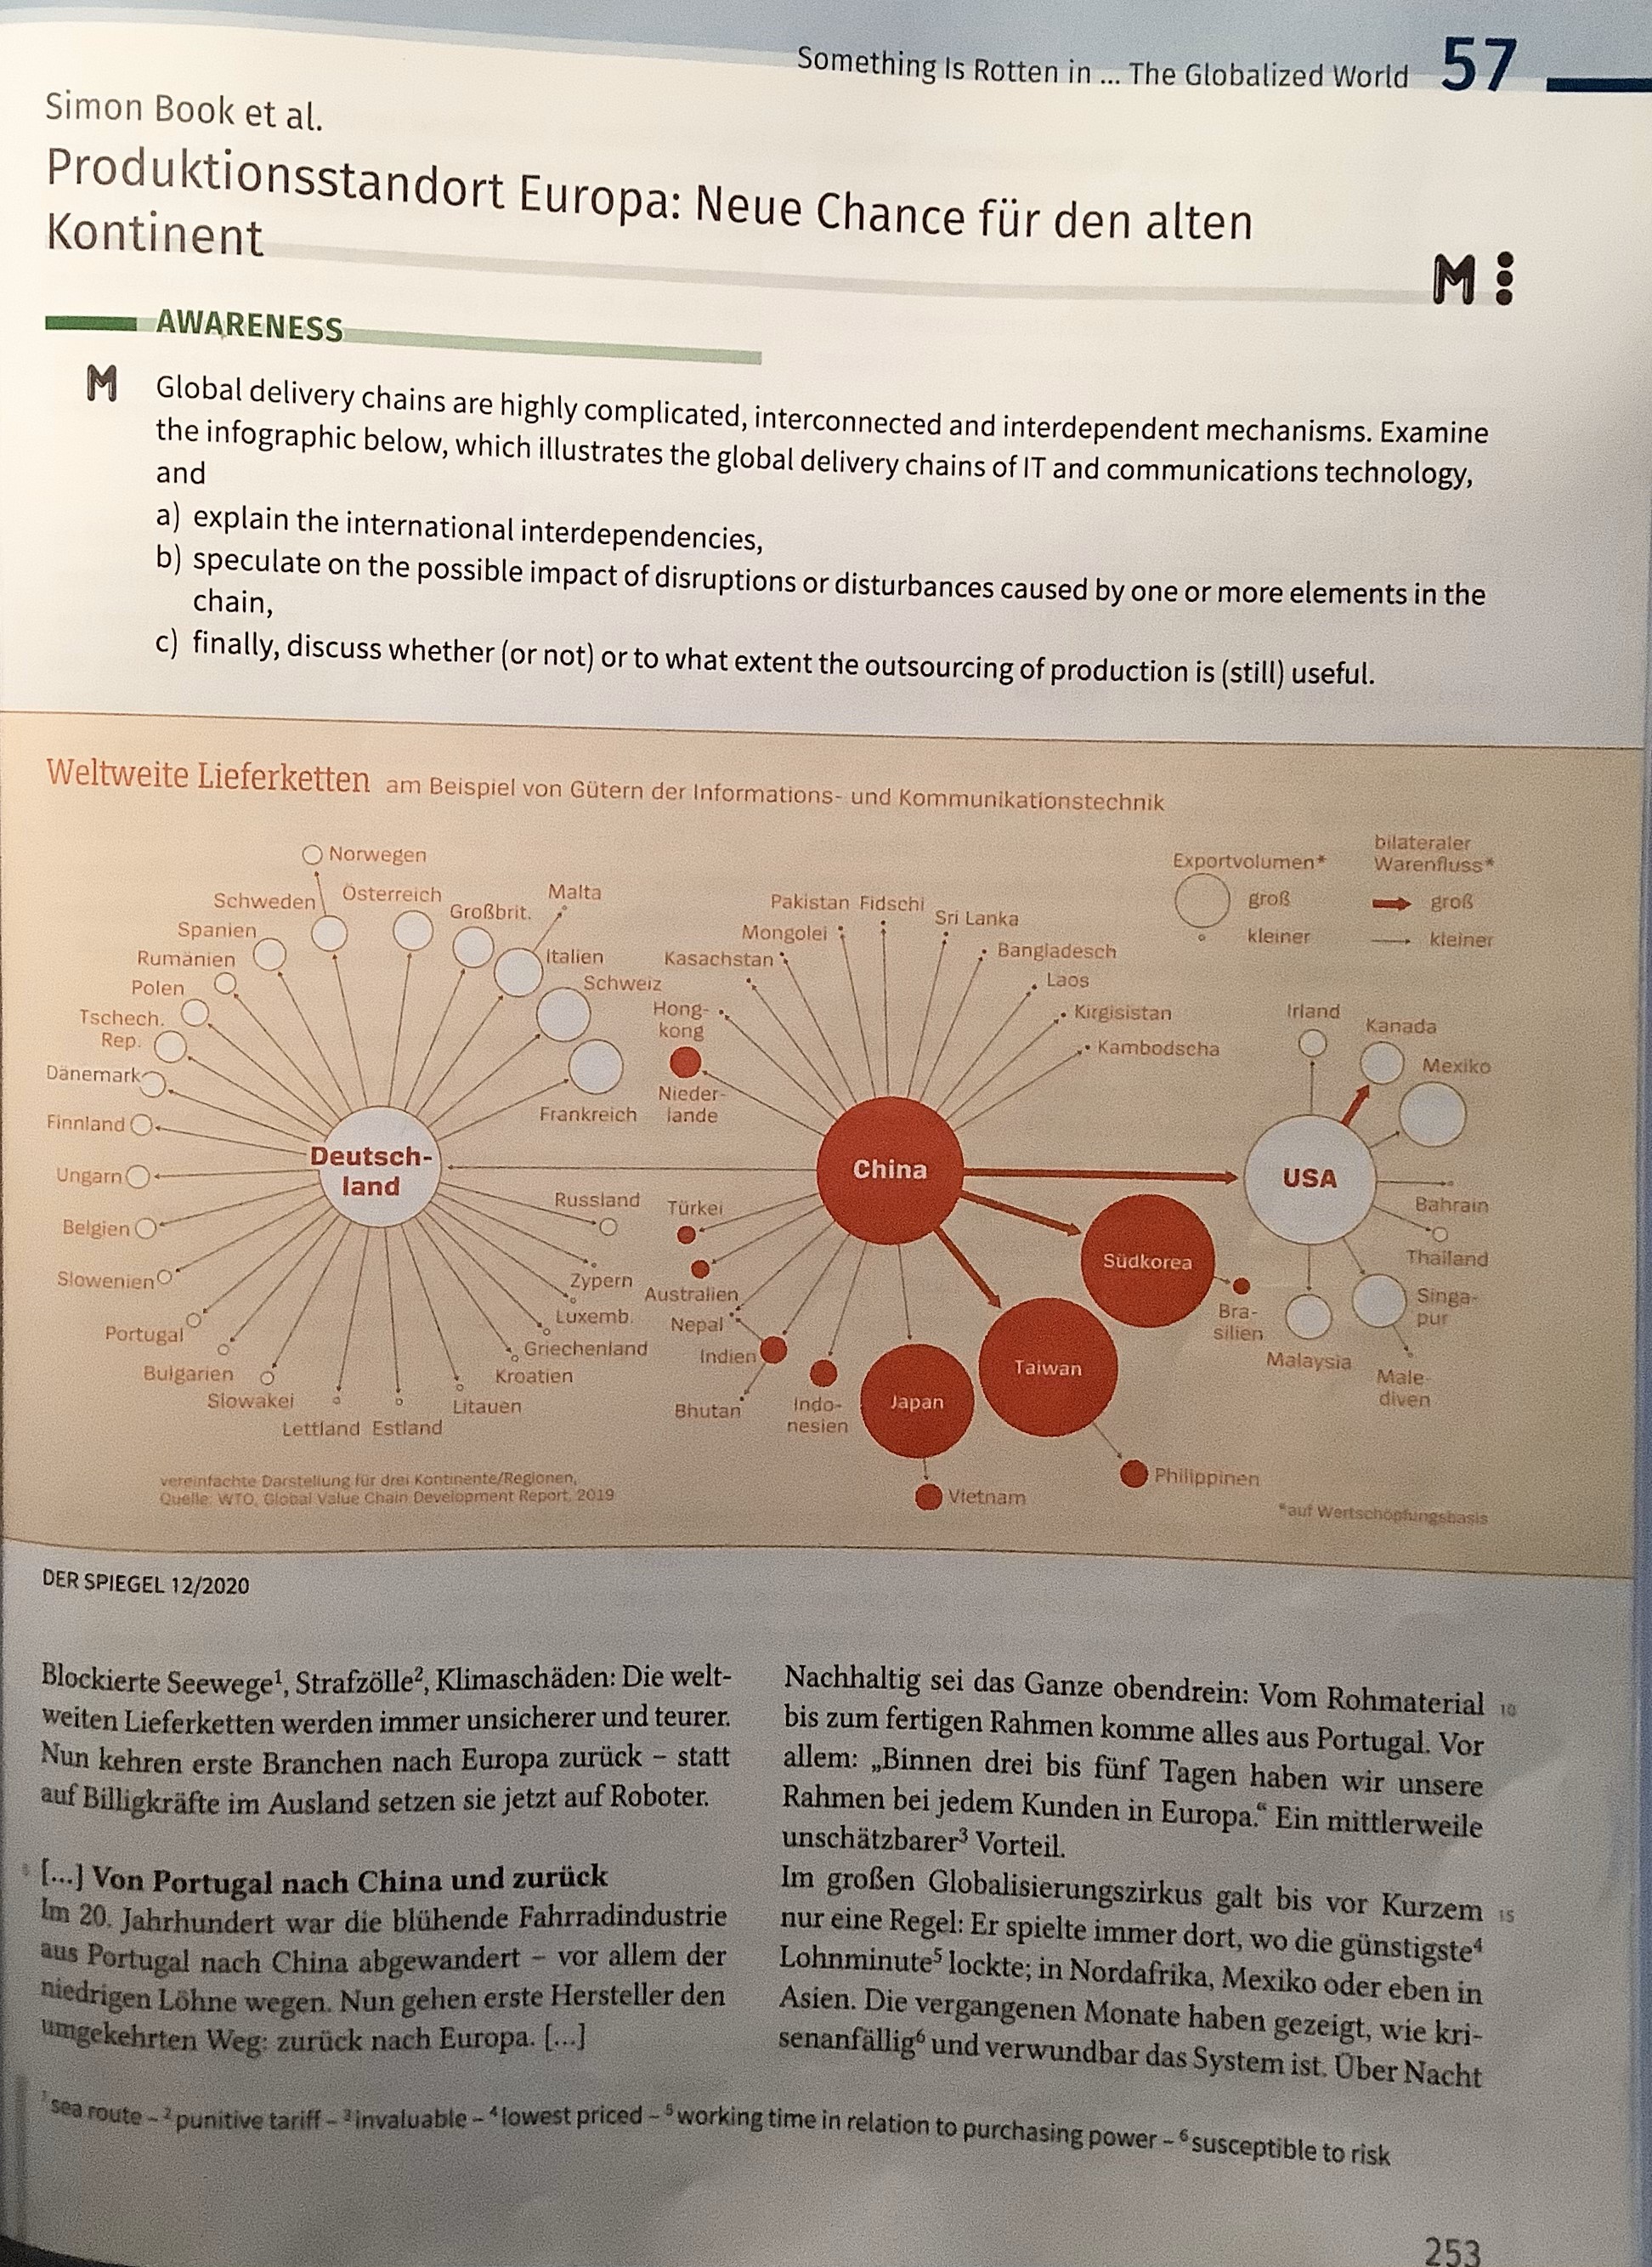 Something Is Rotten in ... The Globalized World 57
Simon Book et al.
Produktionsstandort Europa: Neue Chance für den alten
Kontinent
M
AWARENESS
M
Global delivery chains are highly complicated, interconnected and interdependent mechanisms. Examine
the infographic below, which illustrates the global delivery chains of IT and communications technology,
and
a) explain the international interdependencies,
b) speculate on the possible impact of disruptions or disturbances caused by one or more elements in the
chain,
c) finally, discuss whether (or not) or to what extent the outsourcing of production is (still) useful.
Weltweite Lieferketten am Beispiel von Gütern der Informations- und Kommunikationstechnik
Exportvolumen*
groß
kleiner
bilateraler
Warenfluss*
groß
kleiner
Norwegen
Schweden
Österreich
Großbrit.
Malta
Spanien
Italien
Rumänien
Schweiz
Polen
Tschech.
Rep.
Dänemark
Frankreich
Finnland
Deutsch-
land
Ungarn
Belgien
Russland
Slowenien
Zypern
Luxemb.
Portugal
Griechenland
Bulgarien
Kroatien
Slowakei
Litauen
Lettland
Estland
Pakistan
Fidschi
Sri Lanka
Mongolei
Bangladesch
Kasachstan
Laos
Hong-
kong
Kirgisistan
Kambodscha
Nieder-
lande
China
Türkei
Australien
Nepal
Indien
Bhutan
Indo-
nesien
Japan
Vietnam
Taiwan
Philippinen
Südkorea
Bra-
silien
Irland
Kanada
Mexiko
USA
Bahrain
Thailand
Singa-
pur
Malaysia
Male-
diven
vereinfachte Darstellung für drei Kontinente/Regionen,
Quelle: WTO, Global Value Chain Development Report, 2019
*auf Wertschöpfungsbasis
DER SPIEGEL 12/2020
Blockierte Seewege¹, Strafzölle², Klimaschäden: Die welt-
weiten Lieferketten werden immer unsicherer und teurer.
Nun kehren erste Branchen nach Europa zurück – statt
auf Billigkräfte im Ausland setzen sie jetzt auf Roboter.
5 [...] Von Portugal nach China und zurück
Im 20. Jahrhundert war die blühende Fahrradindustrie
aus Portugal nach China abgewandert – vor allem der
niedrigen Löhne wegen. Nun gehen erste Hersteller den
umgekehrten Weg: zurück nach Europa. [...]
Nachhaltig sei das Ganze obendrein: Vom Rohmaterial 10
bis zum fertigen Rahmen komme alles aus Portugal. Vor
allem: „Binnen drei bis fünf Tagen haben wir unsere
Rahmen bei jedem Kunden in Europa.“ Ein mittlerweile
unschätzbarer³ Vorteil.
Im großen Globalisierungszirkus galt bis vor Kurzem 15
nur eine Regel: Er spielte immer dort, wo die günstigste⁴
Lohnminute⁵ lockte; in Nordafrika, Mexiko oder eben in
Asien. Die vergangenen Monate haben gezeigt, wie kri-
senanfällig⁶ und verwundbar das System ist. Über Nacht
¹ sea route – ² punitive tariff – ³ invaluable – ⁴ lowest priced – ⁵ working time in relation to purchasing power – ⁶ susceptible to risk
253